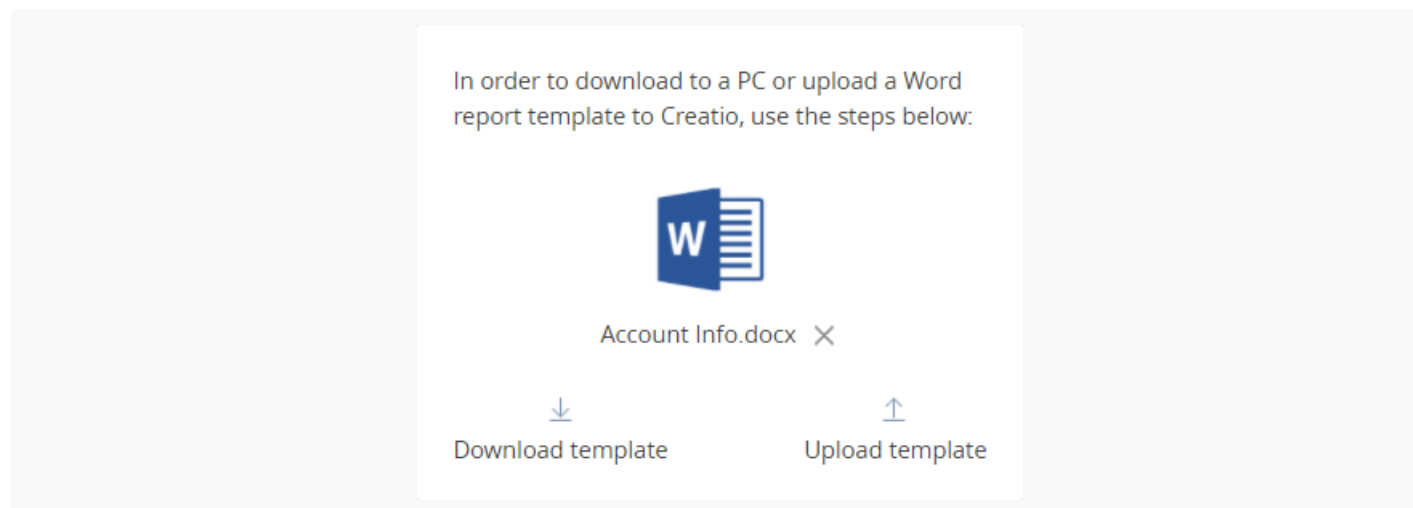 In order to download to a PC or upload a Word
report template to Creatio, use the steps below:
W
Account Info.docx
Download template
Upload template